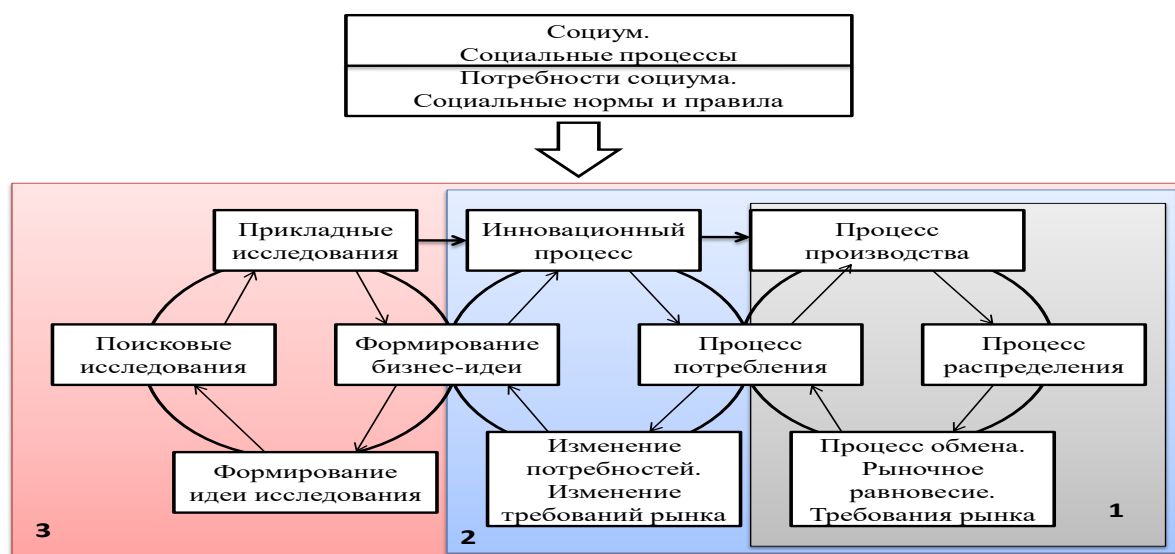 Социум.
Социальные процессы
Потребности социума.
Социальные нормы и правила
Прикладные
исследования
Инновационный
процесс
Процесс
производства
Поисковые
исследования
Формирование
бизнес-идеи
Процесс
потребления
Процесс
распределения
Формирование
идеи исследования
Изменение
потребностей.
Изменение
требований рынка
Процесс обмена.
Рыночное
равновесие.
Требования рынка
3
2
1